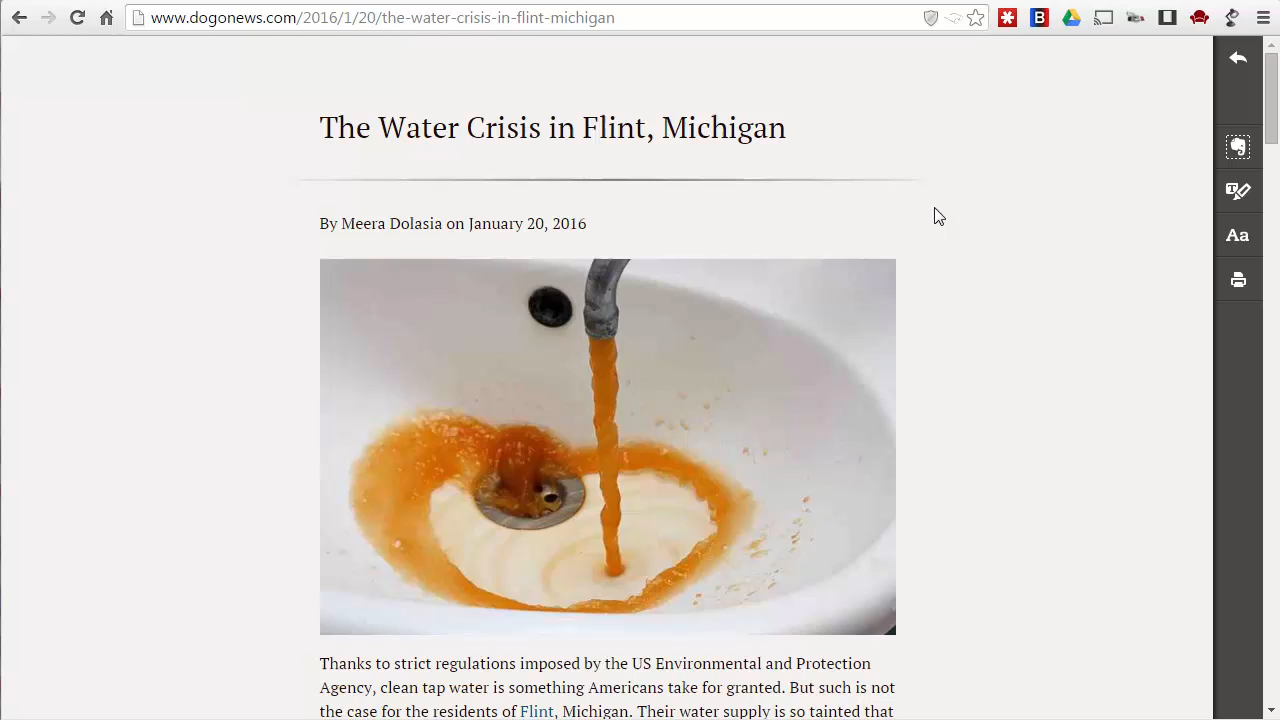 www.dogonews.com/2016/1/20/the-water-crisis-in-flint-michigan
B
The Water Crisis in Flint, Michigan
T
Aa
By Meera Dolasia on January 20, 2016
Thanks to strict regulations imposed by the US Environmental and Protection
Agency, clean tap water is something Americans take for granted. But such is not
the case for the residents of Flint, Michigan. Their water supply is so tainted that